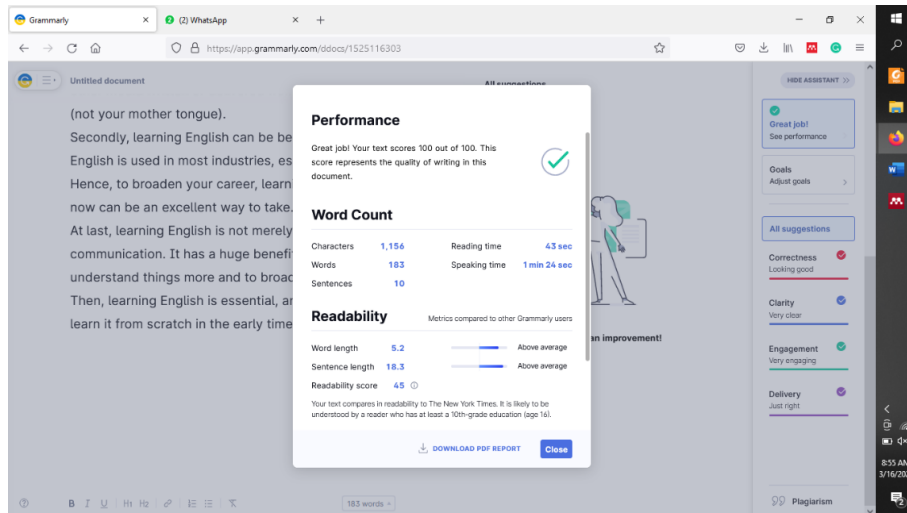 Grammarly
(2) WhatsApp
https://app.grammarly.com/ddocs/1525116303
Untitled document
All suggestions
HIDE ASSISTANT
(not your mother tongue).
Secondly, learning English can be be
English is used in most industries, es
Hence, to broaden your career, learn
now can be an excellent way to take.
At last, learning English is not merely
communication. It has a huge benefi
understand things more and to broad
Then, learning English is essential, an
learn it from scratch in the early time
Performance
Great job! Your text scores 100 out of 100. This
score represents the quality of writing in this
document.
Word Count
Characters 1,156 Reading time 43 sec
Words 183 Speaking time 1 min 24 sec
Sentences 10
Readability Metrics compared to other Grammarly users
Word length 5.2 Above average
Sentence length 18.3 Above average
Readability score 45
Your text compares in readability to The New York Times. It is likely to be
understood by a reader who has at least a 10th-grade education (age 16).
DOWNLOAD PDF REPORT Close
an improvement!
Great job!
See performance
Goals
Adjust goals
All suggestions
Correctness
Looking good
Clarity
Very clear
Engagement
Very engaging
Delivery
Just right
Plagiarism
B I U H1 H2
183 words
8:55 AM
3/16/202